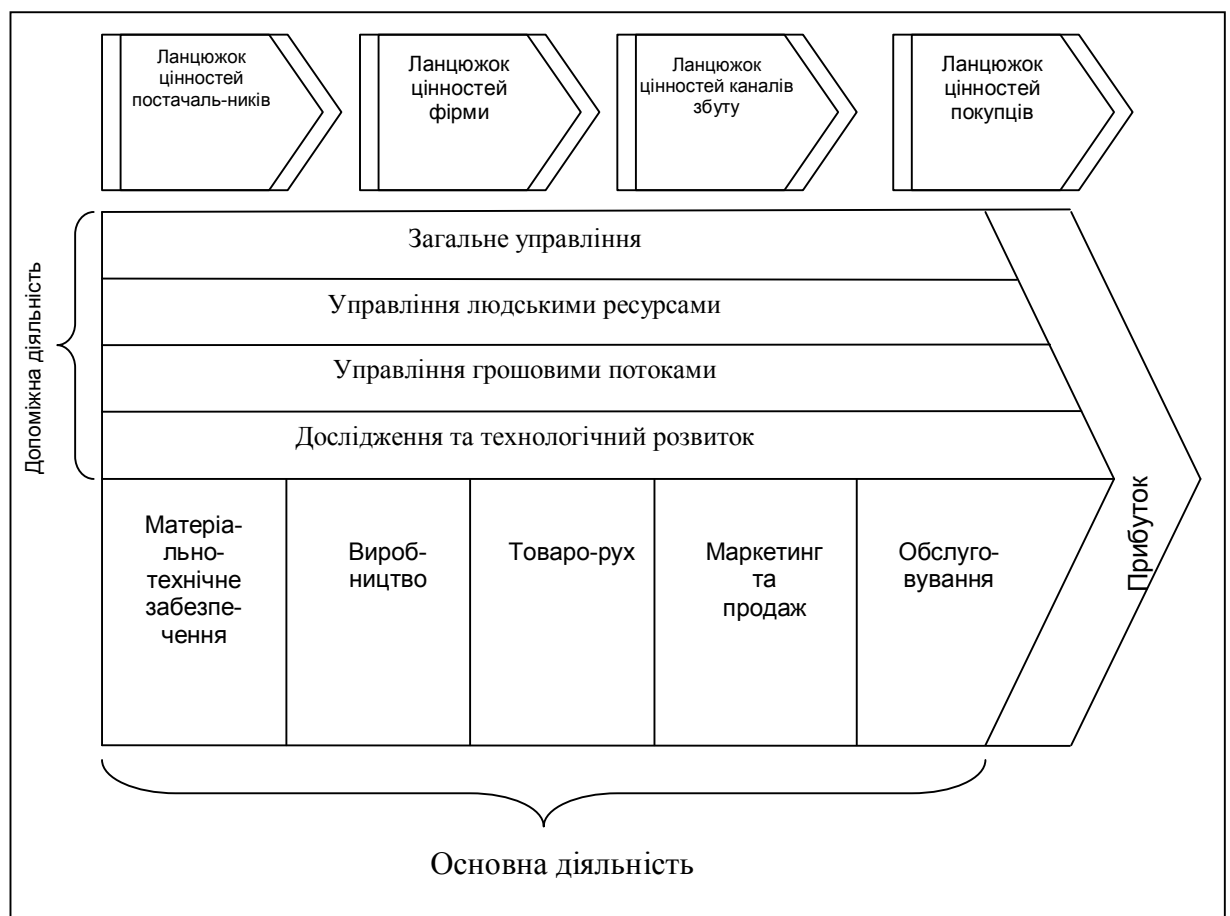 Ланцюжок
цінностей
постачаль-ників
Ланцюжок
цінностей
фірми
Ланцюжок
цінностей каналів
збуту
Ланцюжок
цінностей
покупців
Допоміжна діяльність
Загальне управління
Управління людськими ресурсами
Управління грошовими потоками
Дослідження та технологічний розвиток
Матеріа-
льно-
технічне
забезпе-
чення
Вироб-
ництво
Товаро-рух
Маркетинг
та
продаж
Обслуго-
вування
Прибуток
Основна діяльність